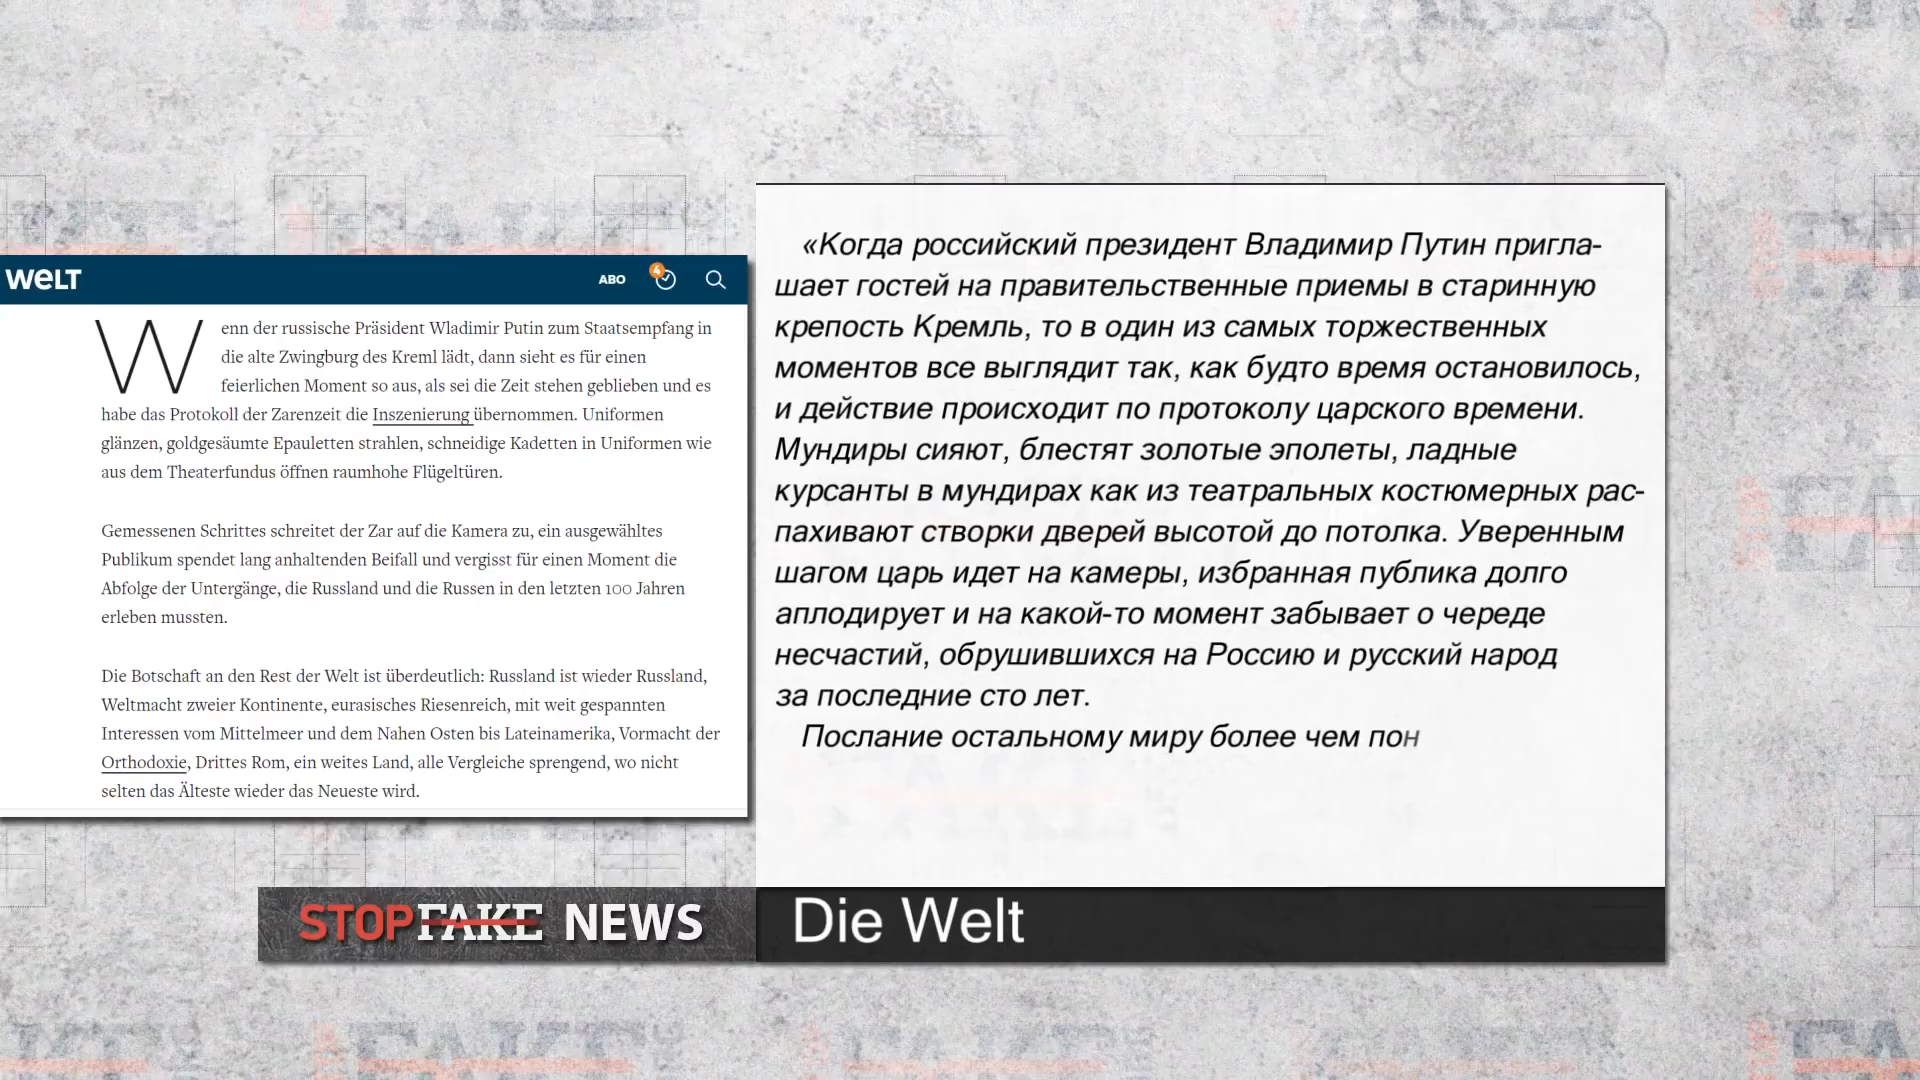 WELT
ABO
4
Wenn der russische Präsident Wladimir Putin zum Staatsempfang in
die alte Zwingburg des Kreml lädt, dann sieht es für einen
feierlichen Moment so aus, als sei die Zeit stehen geblieben und es
habe das Protokoll der Zarenzeit die Inszenierung übernommen. Uniformen
glänzen, goldgesäumte Epauletten strahlen, schneidige Kadetten in Uniformen wie
aus dem Theaterfundus öffnen raumhohe Flügeltüren.
Gemessenen Schrittes schreitet der Zar auf die Kamera zu, ein ausgewähltes
Publikum spendet lang anhaltenden Beifall und vergisst für einen Moment die
Abfolge der Untergänge, die Russland und die Russen in den letzten 100 Jahren
erleben mussten.
Die Botschaft an den Rest der Welt ist überdeutlich: Russland ist wieder Russland,
Weltmacht zweier Kontinente, eurasisches Riesenreich, mit weit gespannten
Interessen vom Mittelmeer und dem Nahen Osten bis Lateinamerika, Vormacht der
Orthodoxie, Drittes Rom, ein weites Land, alle Vergleiche sprengend, wo nicht
selten das Älteste wieder das Neueste wird.
«Когда российский президент Владимир Путин пригла-
шает гостей на правительственные приемы в старинную
крепость Кремль, то в один из самых торжественных
моментов все выглядит так, как будто время остановилось,
и действие происходит по протоколу царского времени.
Мундиры сияют, блестят золотые эполеты, ладные
курсанты в мундирах как из театральных костюмерных рас-
пахивают створки дверей высотой до потолка. Уверенным
шагом царь идет на камеры, избранная публика долго
аплодирует и на какой-то момент забывает о череде
несчастий, обрушившихся на Россию и русский народ
за последние сто лет.
Послание остальному миру более чем пон
STOPFAKE NEWS
Die Welt